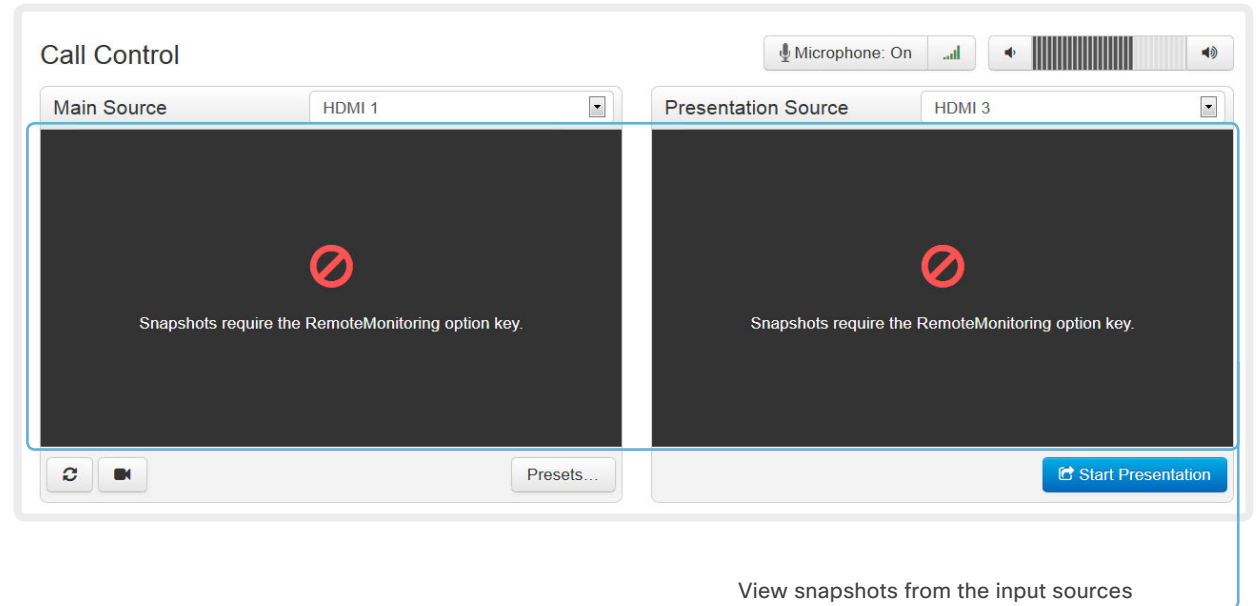 Call Control
Microphone: On
Main Source
HDMI 1
Presentation Source
HDMI 3
Snapshots require the RemoteMonitoring option key.
Snapshots require the RemoteMonitoring option key.
Presets...
Start Presentation
View snapshots from the input sources